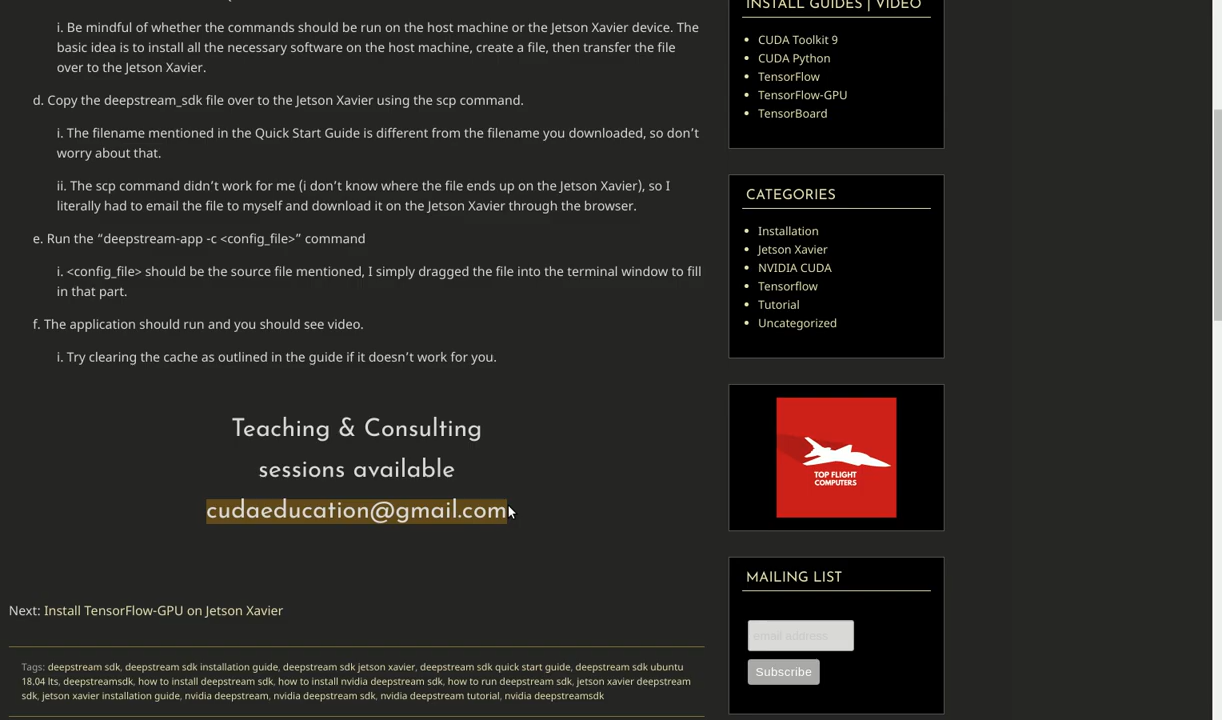 i. Be mindful of whether the commands should be run on the host machine or the Jetson Xavier device. The
basic idea is to install all the necessary software on the host machine, create a file, then transfer the file
over to the Jetson Xavier.
d. Copy the deepstream_sdk file over to the Jetson Xavier using the scp command.
i. The filename mentioned in the Quick Start Guide is different from the filename you downloaded, so don’t
worry about that.
ii. The scp command didn’t work for me (i don’t know where the file ends up on the Jetson Xavier), so I
literally had to email the file to myself and download it on the Jetson Xavier through the browser.
e. Run the “deepstream-app -c <config_file>” command
i. <config_file> should be the source file mentioned, I simply dragged the file into the terminal window to fill
in that part.
f. The application should run and you should see video.
i. Try clearing the cache as outlined in the guide if it doesn’t work for you.
Teaching & Consulting
sessions available
cudaeducation@gmail.com
Next: Install TensorFlow-GPU on Jetson Xavier
Tags: deepstream sdk, deepstream sdk installation guide, deepstream sdk jetson xavier, deepstream sdk quick start guide, deepstream sdk ubuntu
18.04 lts, deepstreamsdk, how to install deepstream sdk, how to install nvidia deepstream sdk, how to run deepstream sdk, jetson xavier deepstream
sdk, jetson xavier installation guide, nvidia deepstream, nvidia deepstream sdk, nvidia deepstream tutorial, nvidia deepstreamsdk
INSTALL GUIDES | VIDEO
CUDA Toolkit 9
CUDA Python
TensorFlow
TensorFlow-GPU
TensorBoard
CATEGORIES
Installation
Jetson Xavier
NVIDIA CUDA
Tensorflow
Tutorial
Uncategorized
TOP FLIGHT
COMPUTERS
MAILING LIST
email address
Subscribe